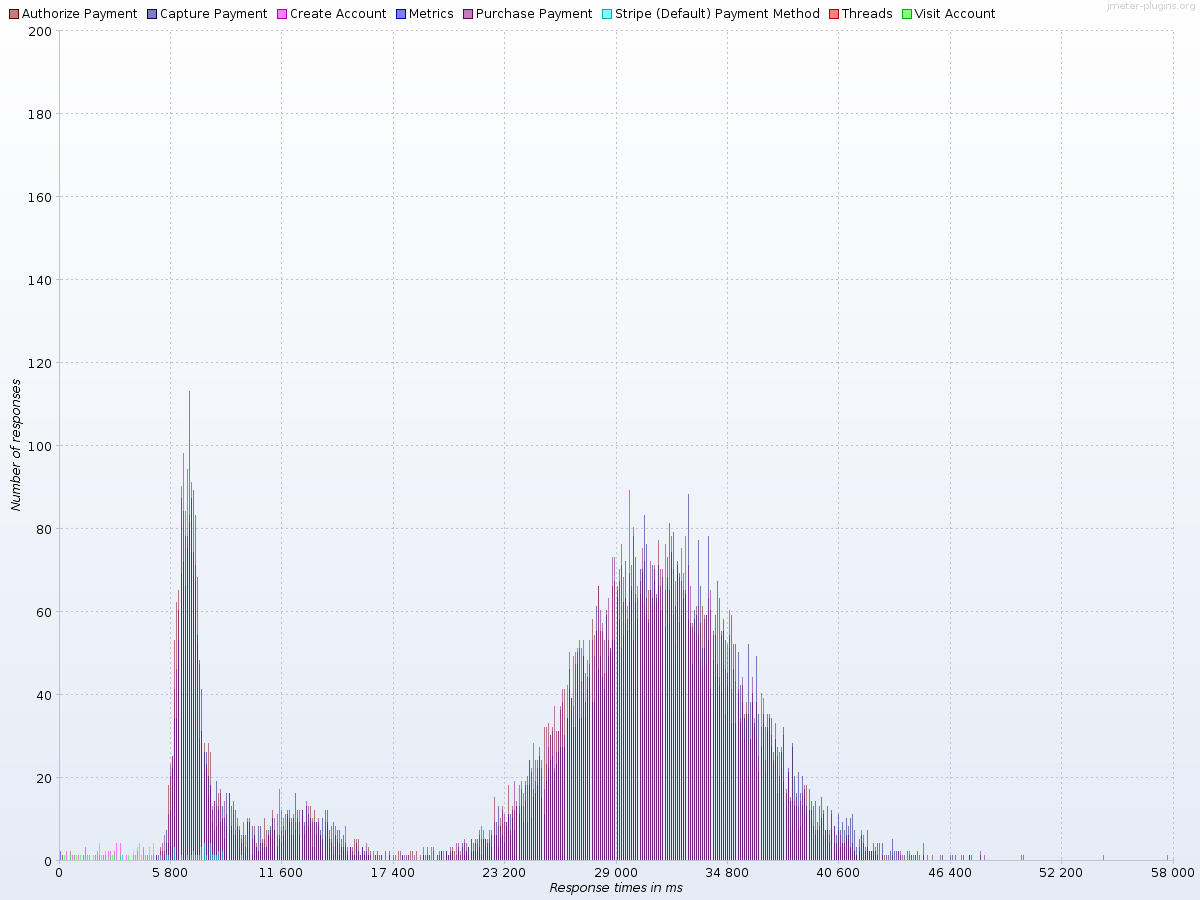 jmeter-plugins.org
Authorize Payment Capture Payment Create Account Metrics Purchase Payment Stripe (Default) Payment Method Threads Visit Account
200
180
160
140
120
100
80
60
40
20
0
Number of responses
0 5 800 11 600 17 400 23 200 29 000 34 800 40 600 46 400 52 200 58 000
Response times in ms